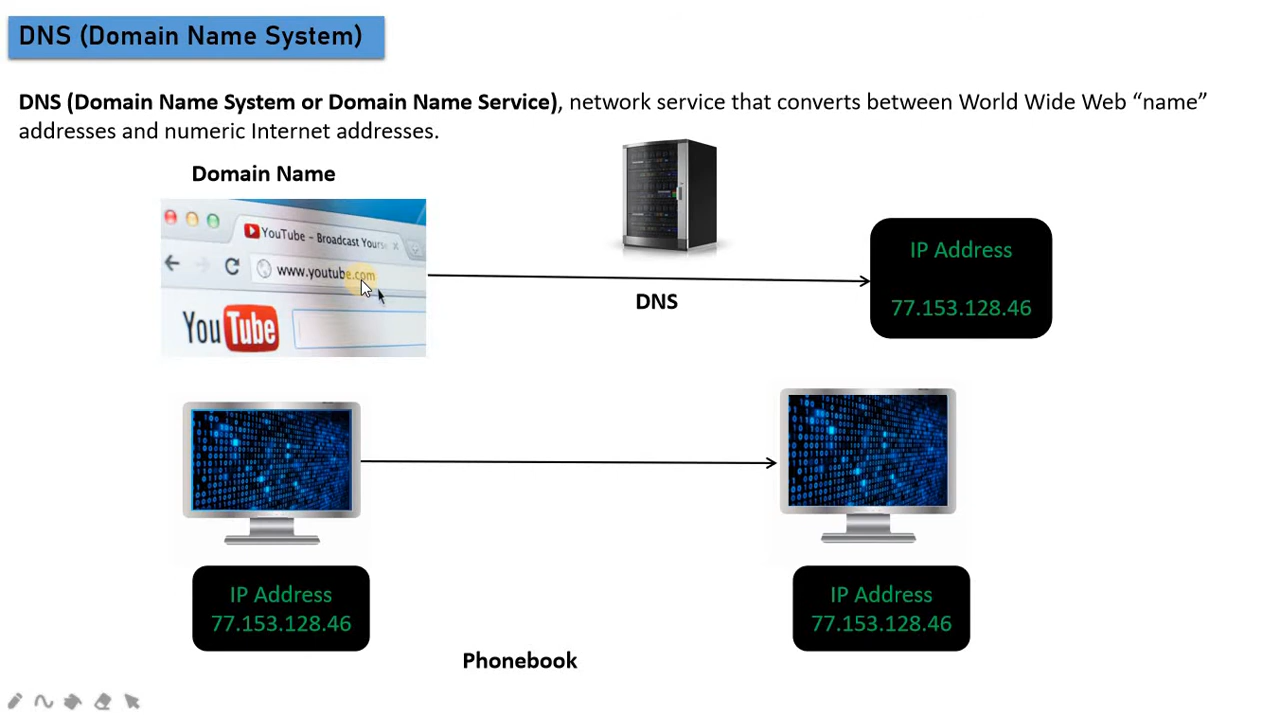 DNS (Domain Name System)
DNS (Domain Name System or Domain Name Service), network service that converts between World Wide Web “name”
addresses and numeric Internet addresses.
Domain Name
YouTube - Broadcast Yourse
www.youtube.com
YouTube
DNS
IP Address
77.153.128.46
IP Address
77.153.128.46
IP Address
77.153.128.46
Phonebook